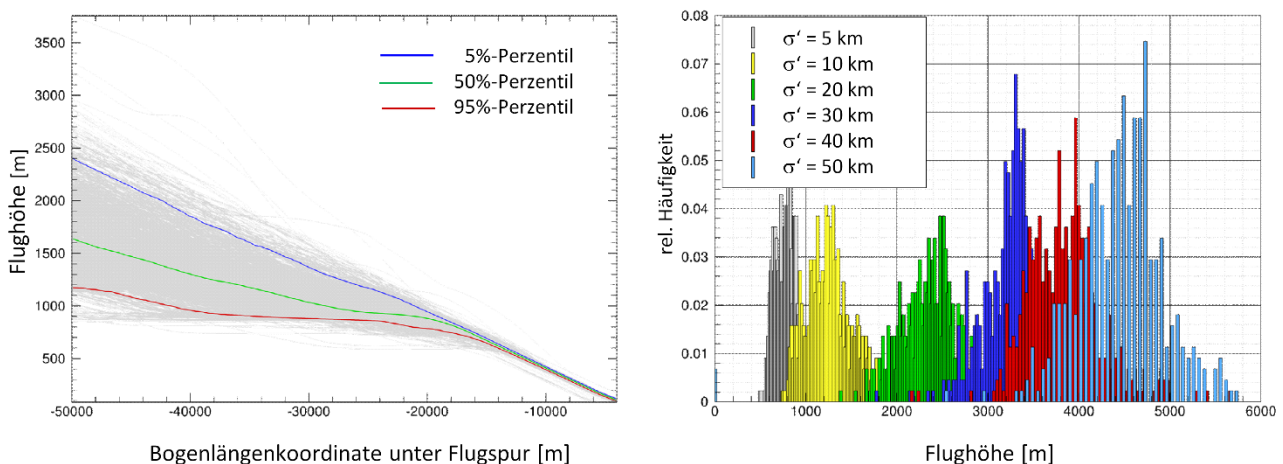 3500
3000
2500
2000
1500
1000
500
Flughöhe [m]
5%-Perzentil
50%-Perzentil
95%-Perzentil
-50000 -40000 -30000 -20000 -10000
Bogenlängenkoordinate unter Flugspur [m]
0.08
0.07
0.06
0.05
0.04
0.03
0.02
0.01
0
rel. Häufigkeit
σ‘ = 5 km
σ‘ = 10 km
σ‘ = 20 km
σ‘ = 30 km
σ‘ = 40 km
σ‘ = 50 km
0 1000 2000 3000 4000 5000 6000
Flughöhe [m]